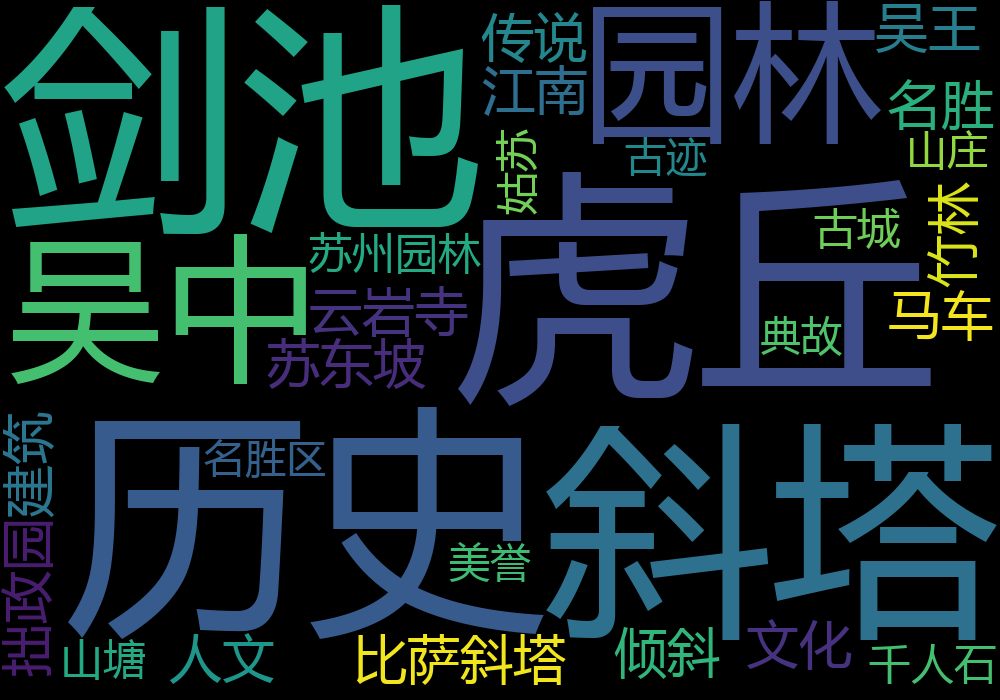 剑池
传说
园林
吴王
江南
名胜
姑苏
古迹
山庄
虎丘
吴中
苏州园林
古城
竹林
云岩寺
马车
典故
苏东坡
历史
名胜区
斜塔
建筑
拙政园
美誉
山塘
人文
比萨斜塔
倾斜
文化
千人石